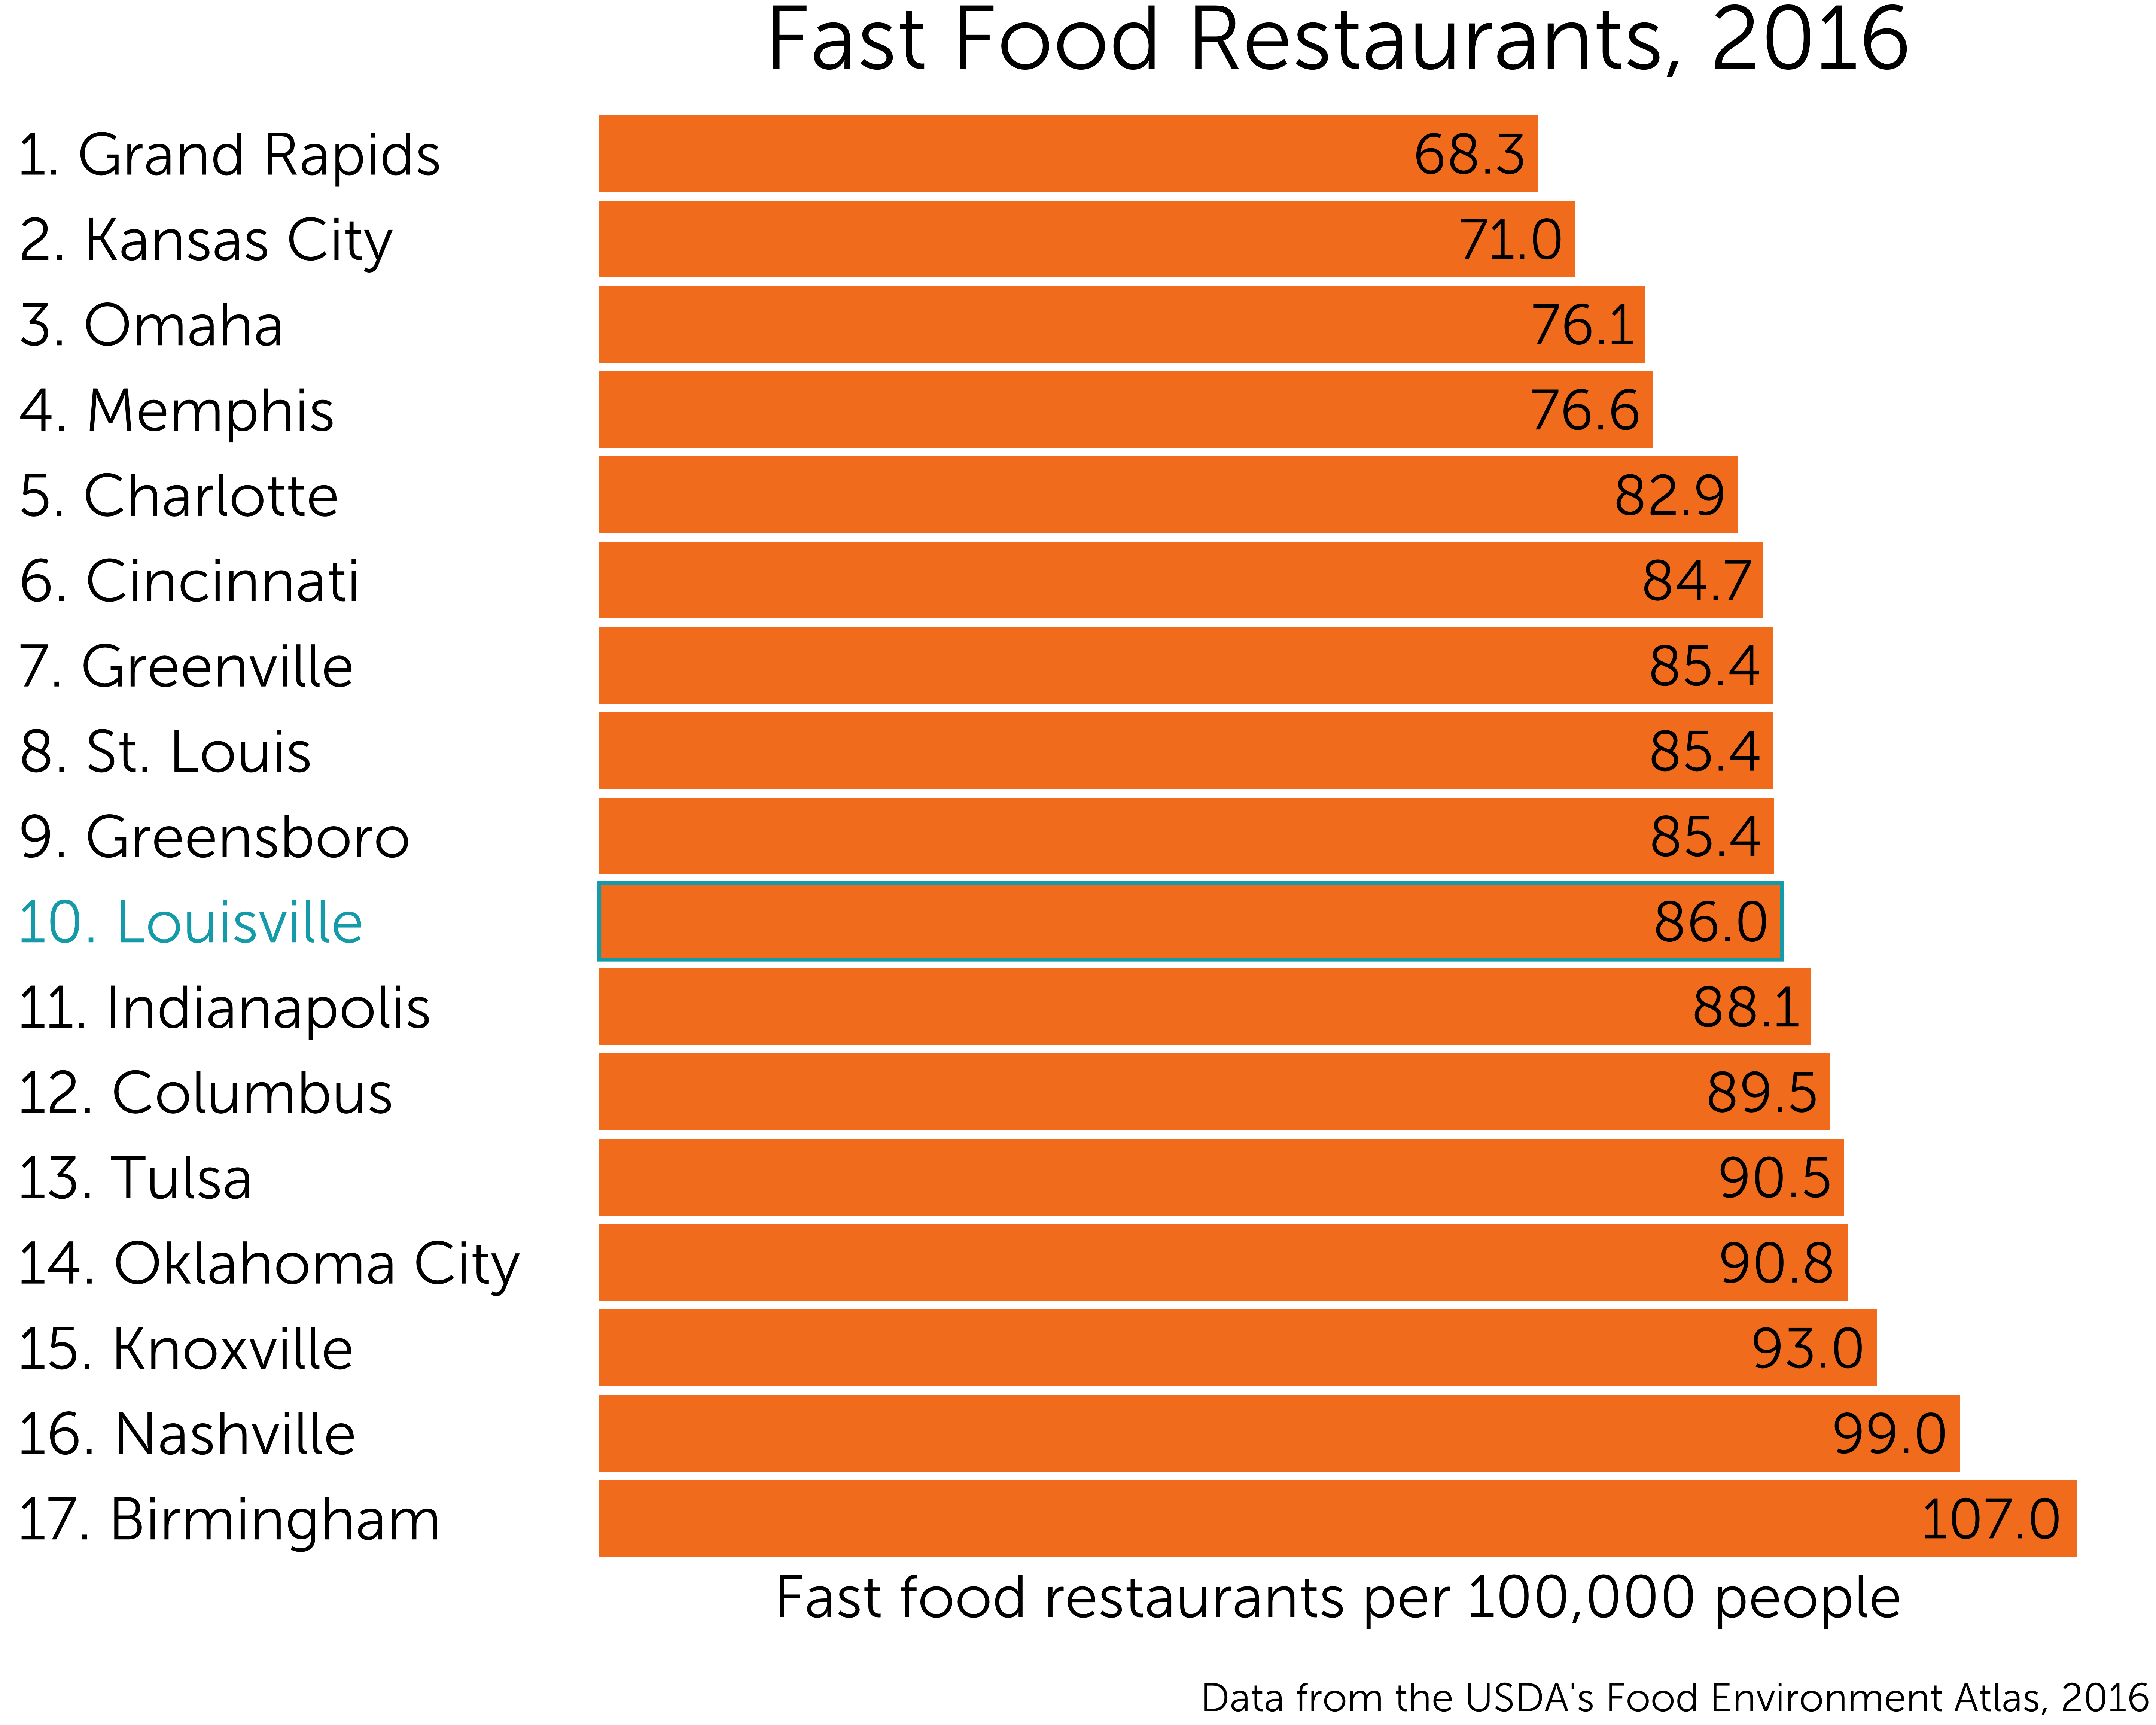 Fast Food Restaurants, 2016
1. Grand Rapids 68.3
2. Kansas City 71.0
3. Omaha 76.1
4. Memphis 76.6
5. Charlotte 82.9
6. Cincinnati 84.7
7. Greenville 85.4
8. St. Louis 85.4
9. Greensboro 85.4
10. Louisville 86.0
11. Indianapolis 88.1
12. Columbus 89.5
13. Tulsa 90.5
14. Oklahoma City 90.8
15. Knoxville 93.0
16. Nashville 99.0
17. Birmingham 107.0
Fast food restaurants per 100,000 people
Data from the USDA's Food Environment Atlas, 2016